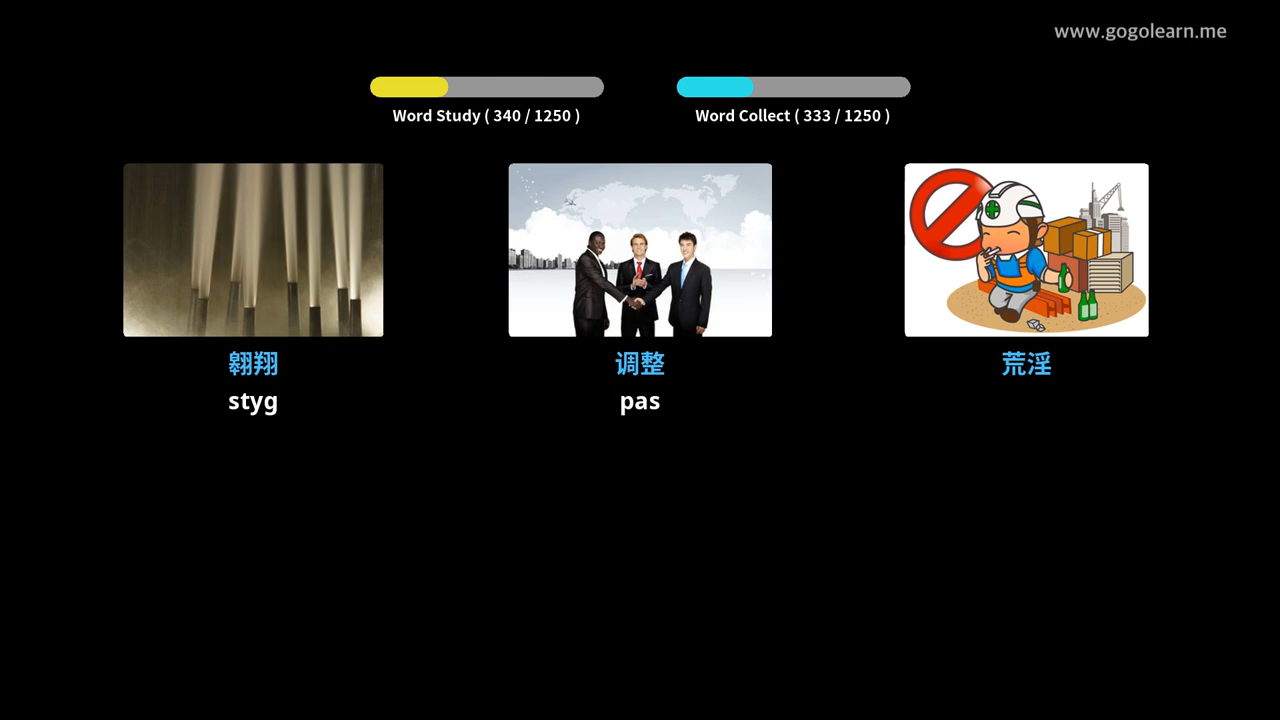 www.gogolearn.me
Word Study ( 340 / 1250 )
Word Collect ( 333 / 1250 )
翱翔
调整
荒淫
styg
pas